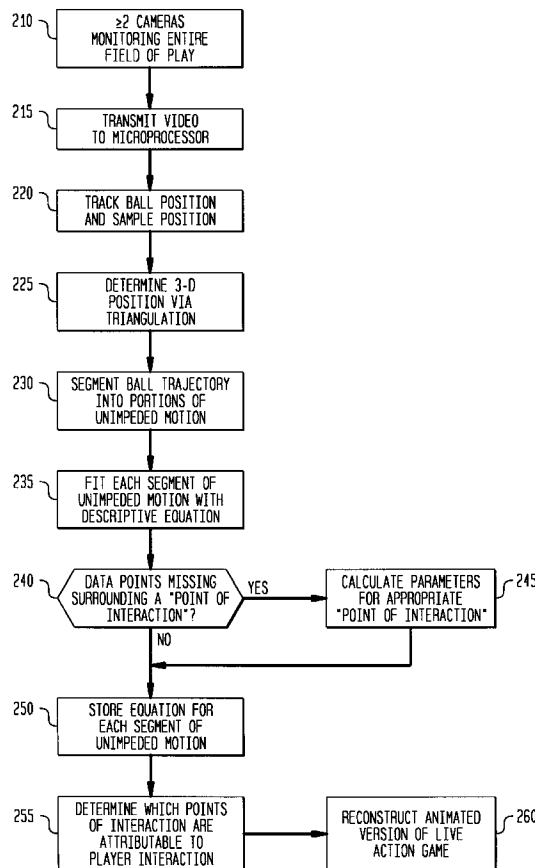 210
≥2 CAMERAS
MONITORING ENTIRE
FIELD OF PLAY
215
TRANSMIT VIDEO
TO MICROPROCESSOR
220
TRACK BALL POSITION
AND SAMPLE POSITION
225
DETERMINE 3-D
POSITION VIA
TRIANGULATION
230
SEGMENT BALL TRAJECTORY
INTO PORTIONS OF
UNIMPEDED MOTION
235
FIT EACH SEGMENT OF
UNIMPEDED MOTION WITH
DESCRIPTIVE EQUATION
240
DATA POINTS MISSING
SURROUNDING A "POINT OF
INTERACTION"?
YES
NO
CALCULATE PARAMETERS
FOR APPROPRIATE
"POINT OF INTERACTION"
245
250
STORE EQUATION FOR
EACH SEGMENT OF
UNIMPEDED MOTION
255
DETERMINE WHICH POINTS
OF INTERACTION ARE
ATTRIBUTABLE TO
PLAYER INTERACTION
RECONSTRUCT ANIMATED
VERSION OF LIVE
ACTION GAME
260